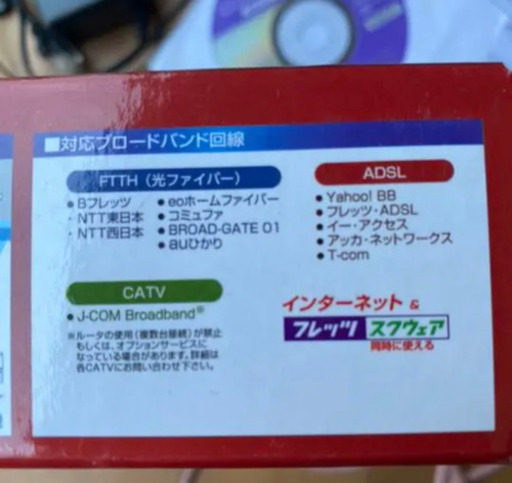 ■対応ブロードバンド回線
FTTH（光ファイバー）
●Bフレッツ
・NTT東日本
・NTT西日本
●eoホームファイバー
●コミュファ
●BROAD-GATE 01
●auひかり
ADSL
●Yahoo! BB
●フレッツ・ADSL
●イー・アクセス
●アッカ・ネットワークス
●T-com
CATV
●J-COM Broadband®
※ルータの使用（複数台接続）が禁止
もしくは、オプションサービスに
なっている場合があります。詳細は
各CATVにお問い合わせ下さい。
インターネット &
フレッツ スクウェア
同時に使える